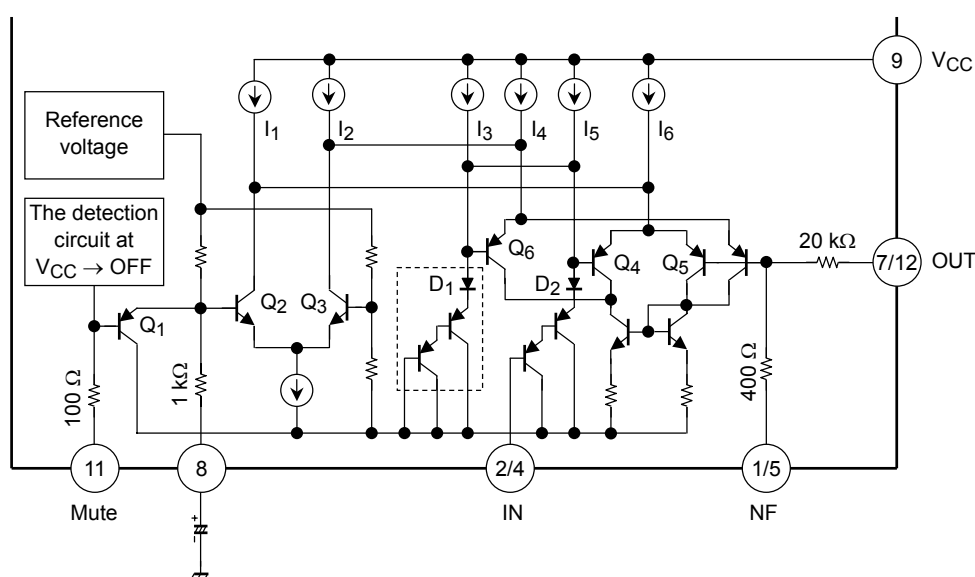 9
VCC
I1
I2
I3
I4
I5
I6
Reference
voltage
The detection
circuit at
VCC → OFF
Q1
Q2
Q3
D1
Q6
D2
Q4
Q5
20 kΩ
7/12
OUT
100 Ω
1 kΩ
400 Ω
11
8
2/4
1/5
Mute
IN
NF
+
−